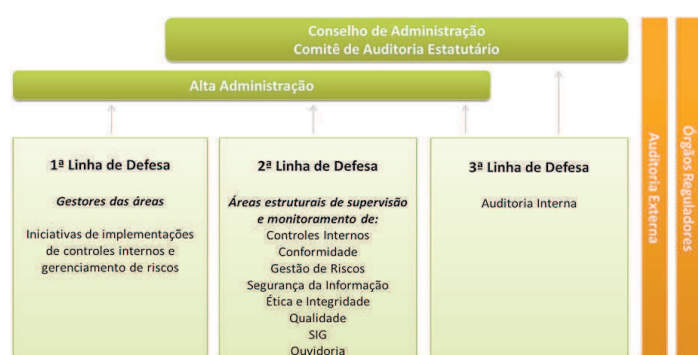 Conselho de Administração
Comitê de Auditoria Estatutário
Alta Administração
1ª Linha de Defesa
Gestores das áreas
Iniciativas de implementações
de controles internos e
gerenciamento de riscos
2ª Linha de Defesa
Áreas estruturais de supervisão
e monitoramento de:
Controles Internos
Conformidade
Gestão de Riscos
Segurança da Informação
Ética e Integridade
Qualidade
SIG
Ouvidoria
3ª Linha de Defesa
Auditoria Interna
Auditoria Externa
Órgãos Reguladores